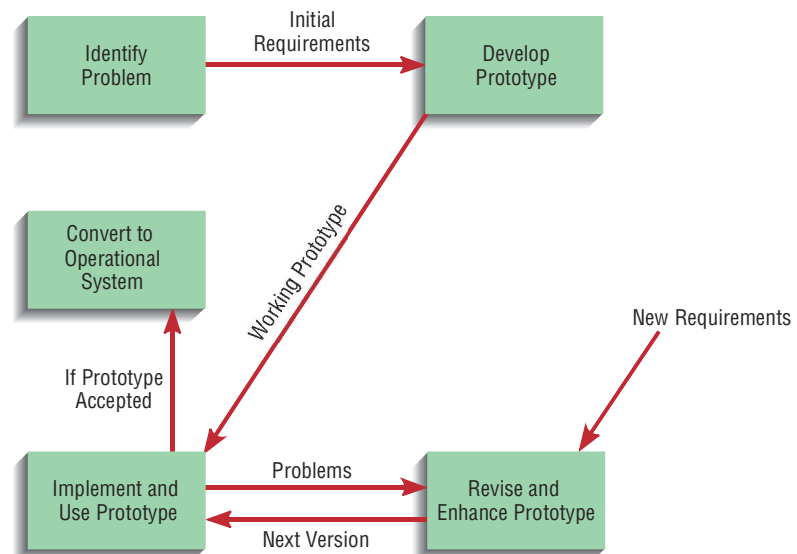 Identify
Problem
Initial
Requirements
Develop
Prototype
Working Prototype
Convert to
Operational
System
New Requirements
If Prototype
Accepted
Implement and
Use Prototype
Problems
Next Version
Revise and
Enhance Prototype